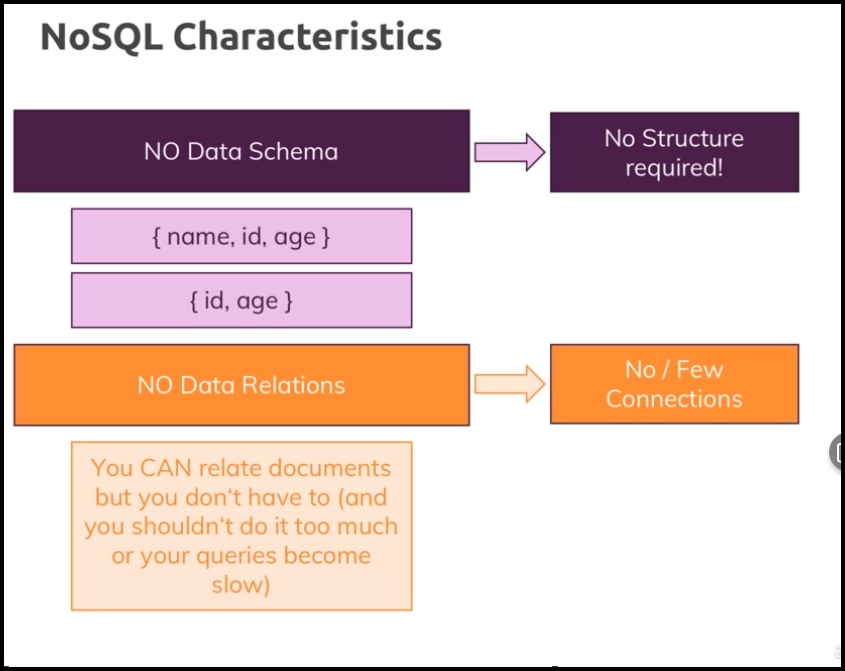 NoSQL Characteristics
NO Data Schema
No Structure
required!
{ name, id, age }
{ id, age }
NO Data Relations
No / Few
Connections
You CAN relate documents
but you don‘t have to (and
you shouldn‘t do it too much
or your queries become
slow)